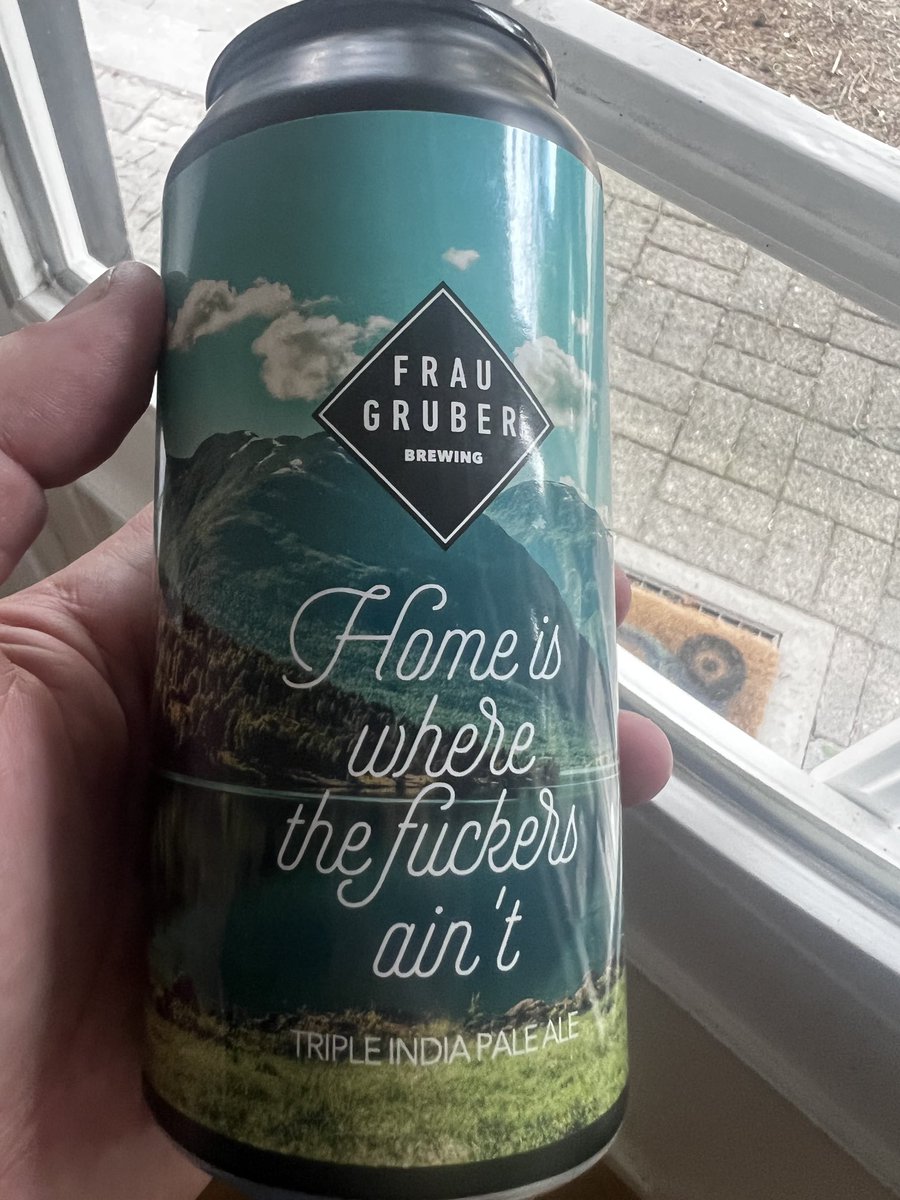 FRAU
GRUBER
BREWING
Home is
where
the fuckers
ain't
TRIPLE INDIA PALE ALE